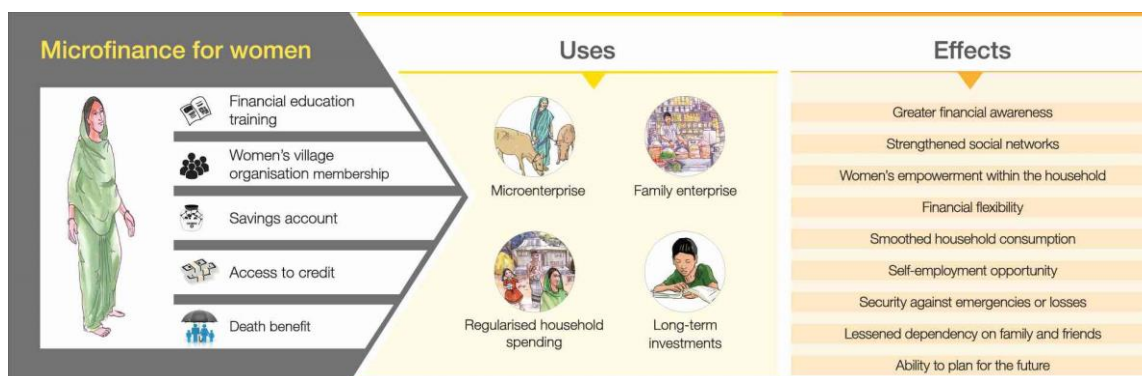 Microfinance for women
Financial education
training
Women's village
organisation membership
Savings account
Access to credit
Death benefit
Uses
Microenterprise
Family enterprise
Regularised household
spending
Long-term
investments
Effects
Greater financial awareness
Strengthened social networks
Women's empowerment within the household
Financial flexibility
Smoothed household consumption
Self-employment opportunity
Security against emergencies or losses
Lessened dependency on family and friends
Ability to plan for the future